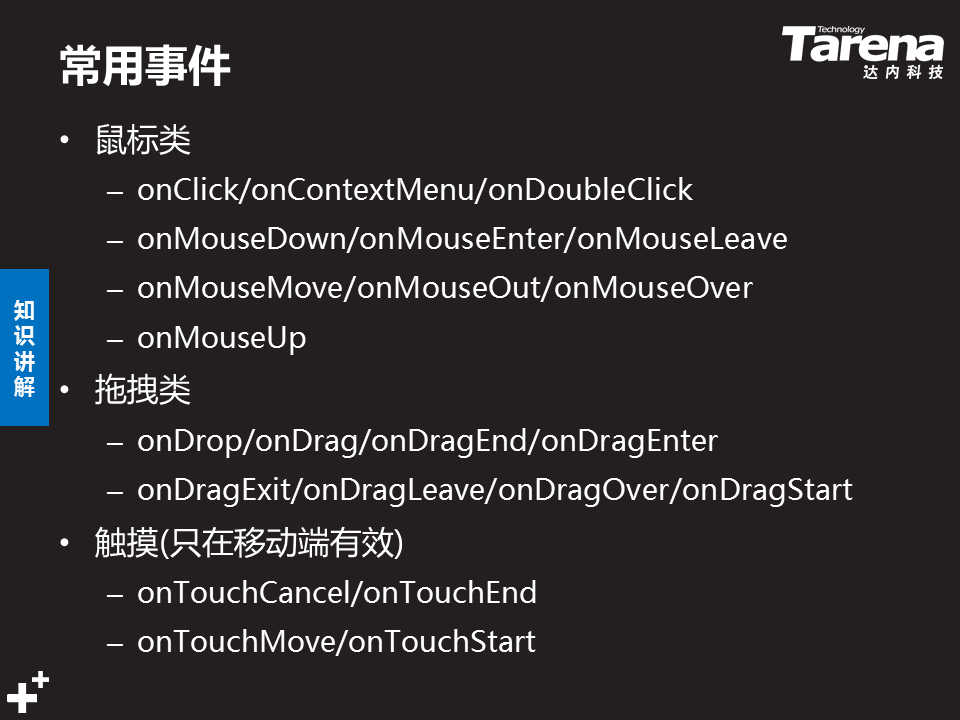 常用事件
Technology
Tarena
达内科技
• 鼠标类
– onClick/onContextMenu/onDoubleClick
– onMouseDown/onMouseEnter/onMouseLeave
– onMouseMove/onMouseOut/onMouseOver
– onMouseUp
知识讲解
• 拖拽类
– onDrop/onDrag/onDragEnd/onDragEnter
– onDragExit/onDragLeave/onDragOver/onDragStart
• 触摸(只在移动端有效)
– onTouchCancel/onTouchEnd
– onTouchMove/onTouchStart